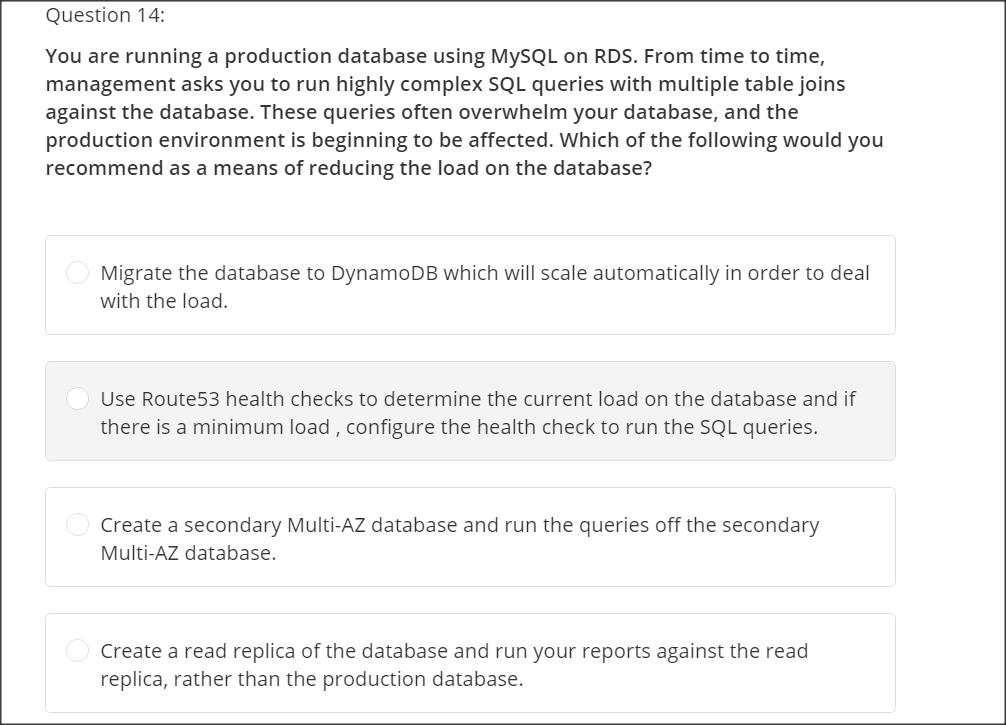 Question 14:
You are running a production database using MySQL on RDS. From time to time,
management asks you to run highly complex SQL queries with multiple table joins
against the database. These queries often overwhelm your database, and the
production environment is beginning to be affected. Which of the following would you
recommend as a means of reducing the load on the database?
Migrate the database to DynamoDB which will scale automatically in order to deal
with the load.
Use Route53 health checks to determine the current load on the database and if
there is a minimum load , configure the health check to run the SQL queries.
Create a secondary Multi-AZ database and run the queries off the secondary
Multi-AZ database.
Create a read replica of the database and run your reports against the read
replica, rather than the production database.